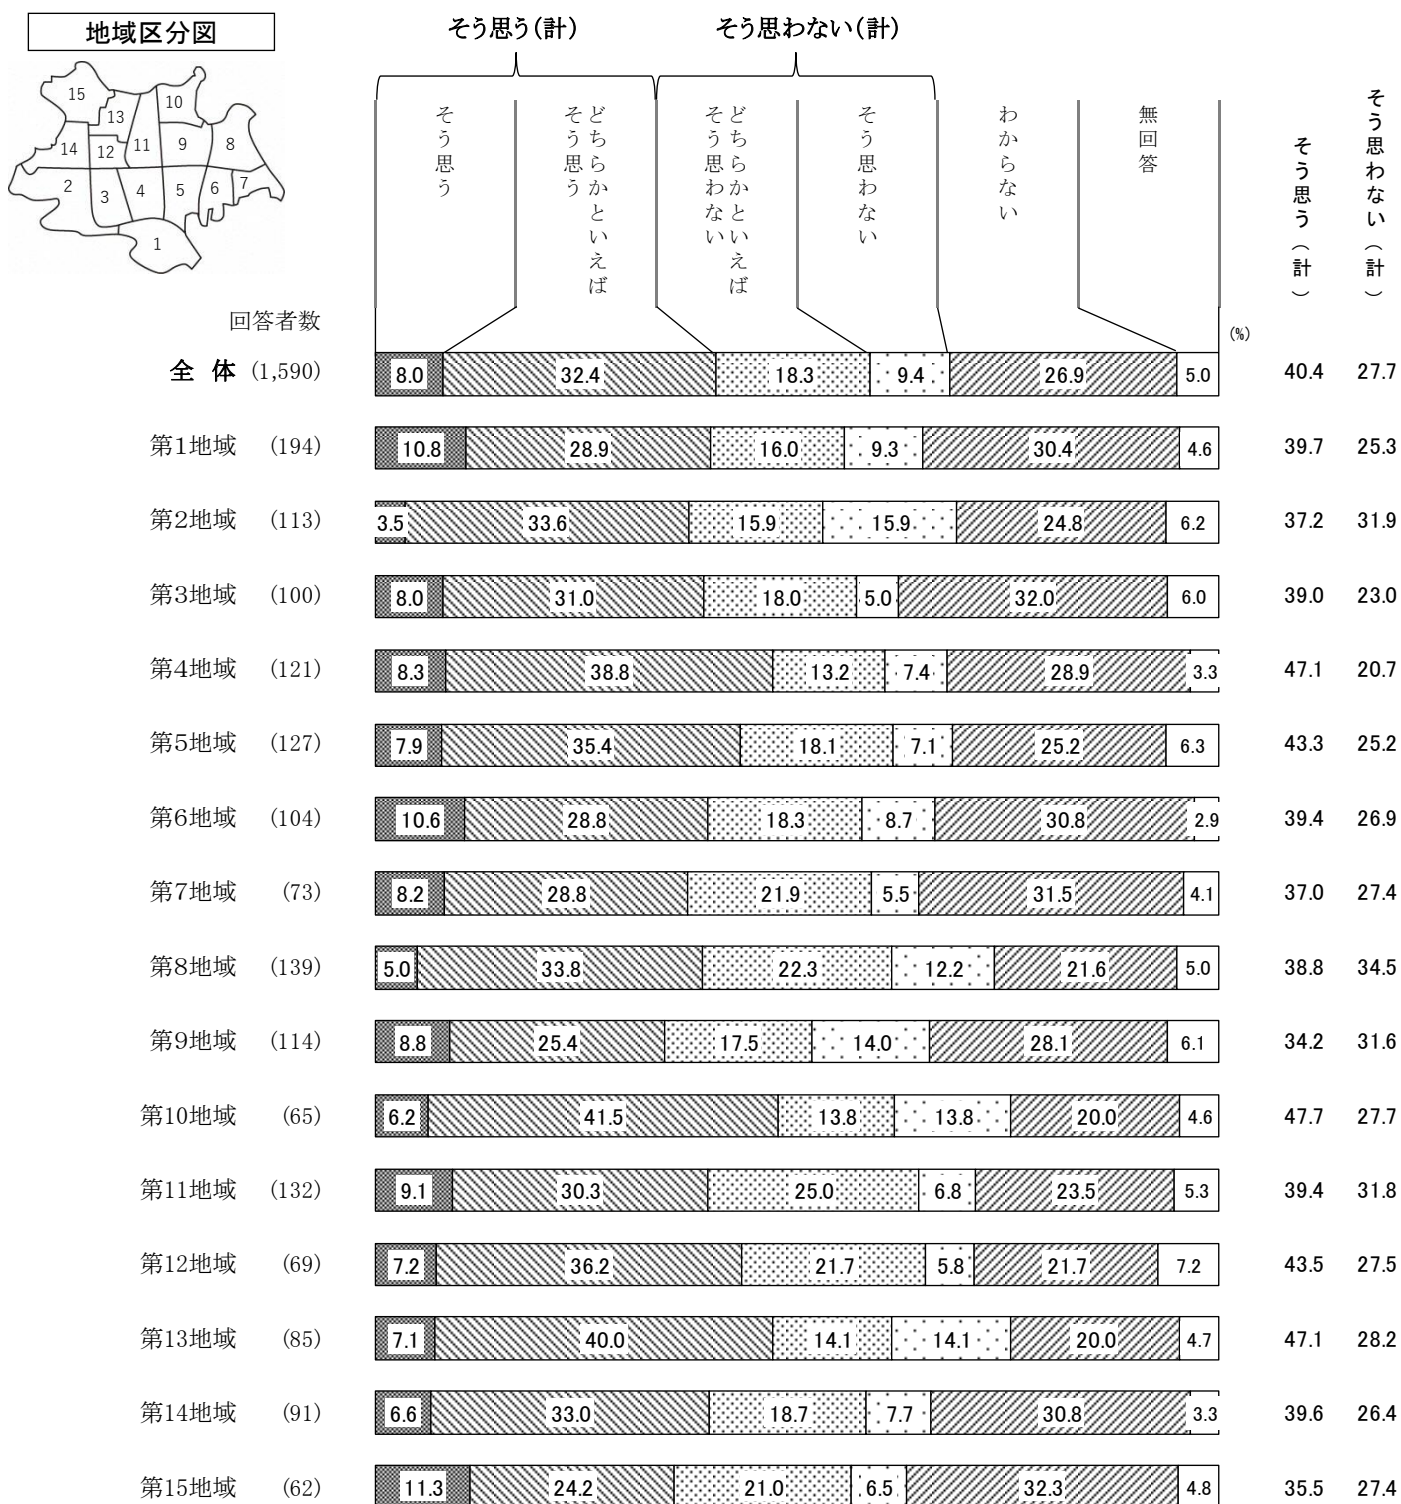 地域区分図
そう思う(計)
そう思わない(計)
15
10
13
14
12
11
9
8
2
3
4
5
6
7
1
そう思う
どちらかといえば
そう思う
どちらかといえば
そう思わない
そう思わない
わからない
無回答
そう思う(計)
そう思わない(計)
回答者数
(%)
全 体 (1,590) 8.0 32.4 18.3 9.4 26.9 5.0 40.4 27.7
第1地域 (194) 10.8 28.9 16.0 9.3 30.4 4.6 39.7 25.3
第2地域 (113) 3.5 33.6 15.9 15.9 24.8 6.2 37.2 31.9
第3地域 (100) 8.0 31.0 18.0 5.0 32.0 6.0 39.0 23.0
第4地域 (121) 8.3 38.8 13.2 7.4 28.9 3.3 47.1 20.7
第5地域 (127) 7.9 35.4 18.1 7.1 25.2 6.3 43.3 25.2
第6地域 (104) 10.6 28.8 18.3 8.7 30.8 2.9 39.4 26.9
第7地域 (73) 8.2 28.8 21.9 5.5 31.5 4.1 37.0 27.4
第8地域 (139) 5.0 33.8 22.3 12.2 21.6 5.0 38.8 34.5
第9地域 (114) 8.8 25.4 17.5 14.0 28.1 6.1 34.2 31.6
第10地域 (65) 6.2 41.5 13.8 13.8 20.0 4.6 47.7 27.7
第11地域 (132) 9.1 30.3 25.0 6.8 23.5 5.3 39.4 31.8
第12地域 (69) 7.2 36.2 21.7 5.8 21.7 7.2 43.5 27.5
第13地域 (85) 7.1 40.0 14.1 14.1 20.0 4.7 47.1 28.2
第14地域 (91) 6.6 33.0 18.7 7.7 30.8 3.3 39.6 26.4
第15地域 (62) 11.3 24.2 21.0 6.5 32.3 4.8 35.5 27.4